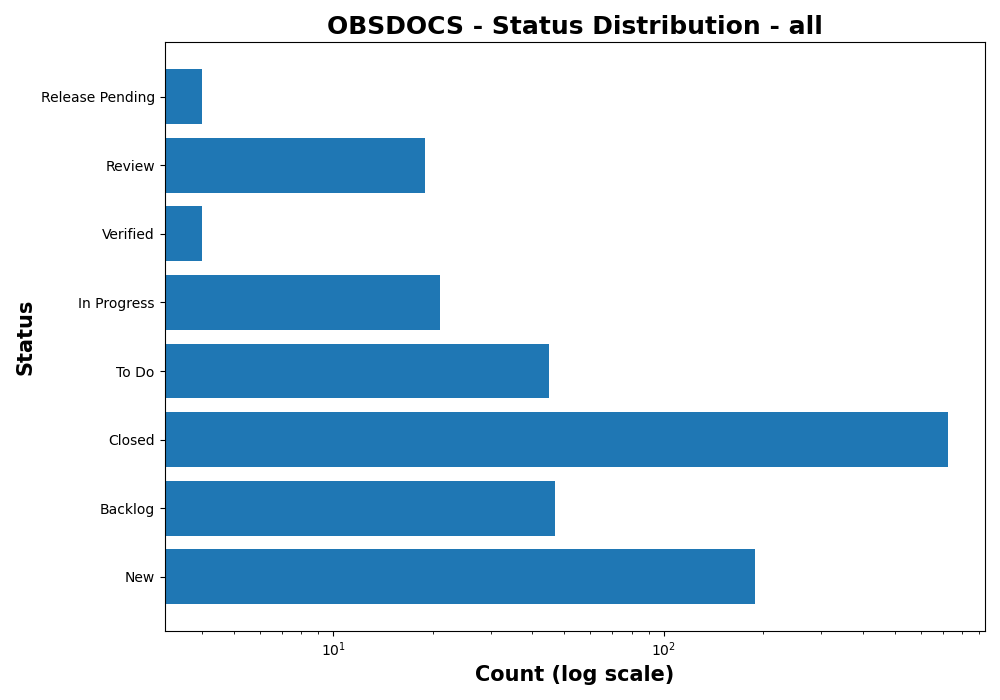 OBSDOCS - Status Distribution - all
Release Pending
Review
Verified
In Progress
To Do
Closed
Backlog
New
Status
10¹
10²
Count (log scale)